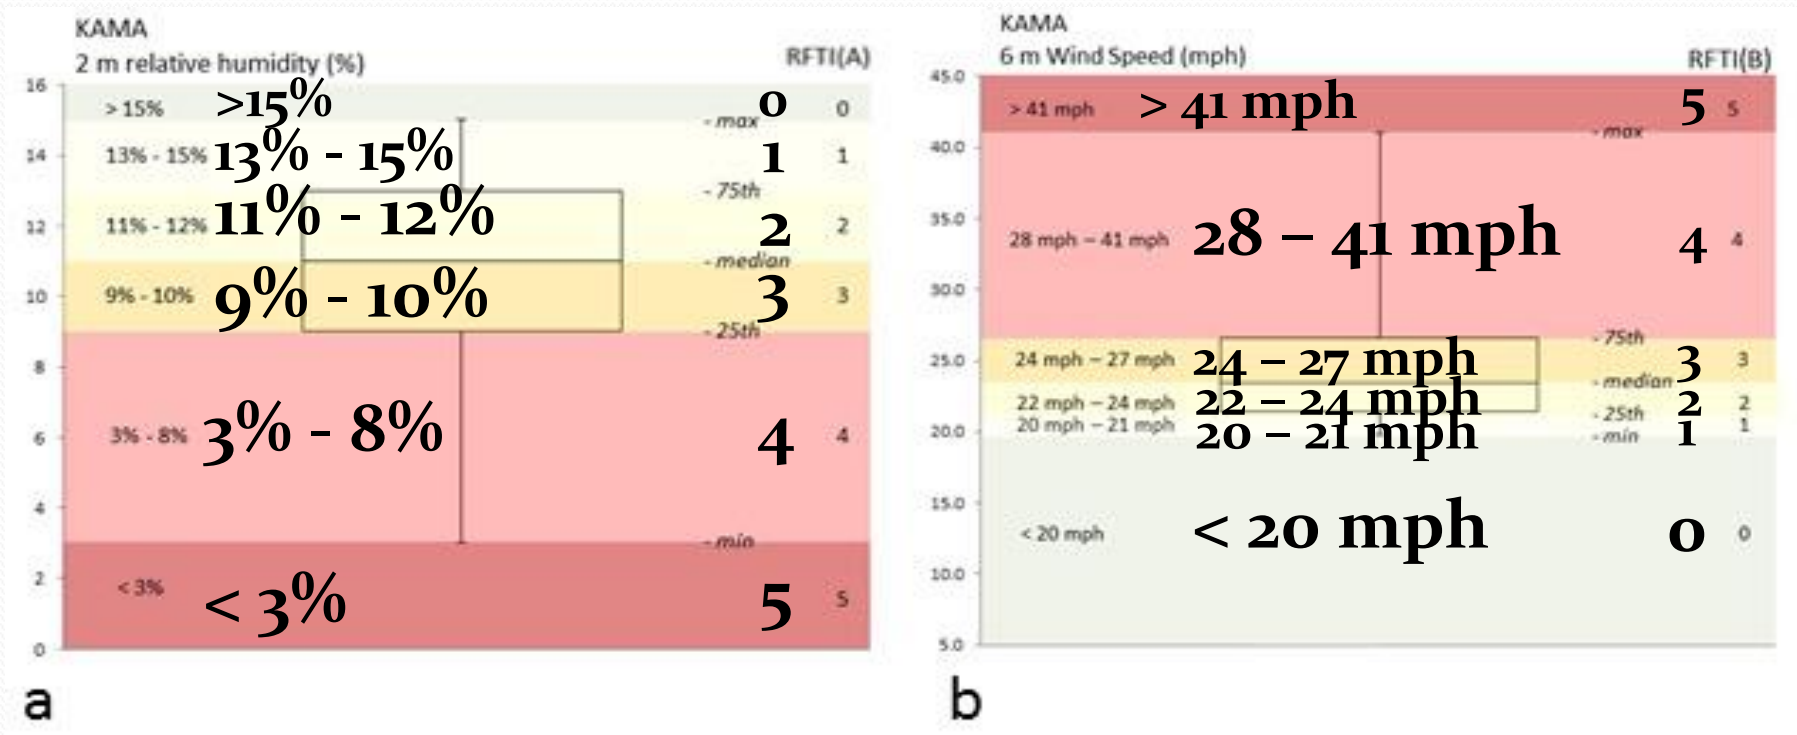 KAMA
2 m relative humidity (%)
RFTI(A)
16
> 15%
>15%
0
0
- max
14
13% - 15%
13% - 15%
1
1
- 75th
12
11% - 12%
11% - 12%
2
2
- median
10
9% - 10%
9% - 10%
3
3
- 25th
8
6
3% - 8%
3% - 8%
4
4
4
- min
2
< 3%
< 3%
5
5
0
a
KAMA
6 m Wind Speed (mph)
RFTI(B)
45.0
> 41 mph
> 41 mph
5
5
- max
40.0
35.0
28 mph – 41 mph
28 – 41 mph
4
4
30.0
- 75th
25.0
24 mph – 27 mph
24 – 27 mph
3
3
- median
22 mph – 24 mph
22 – 24 mph
2
2
- 25th
20 mph – 21 mph
20 – 21 mph
1
1
20.0
- min
15.0
< 20 mph
< 20 mph
0
0
10.0
5.0
b